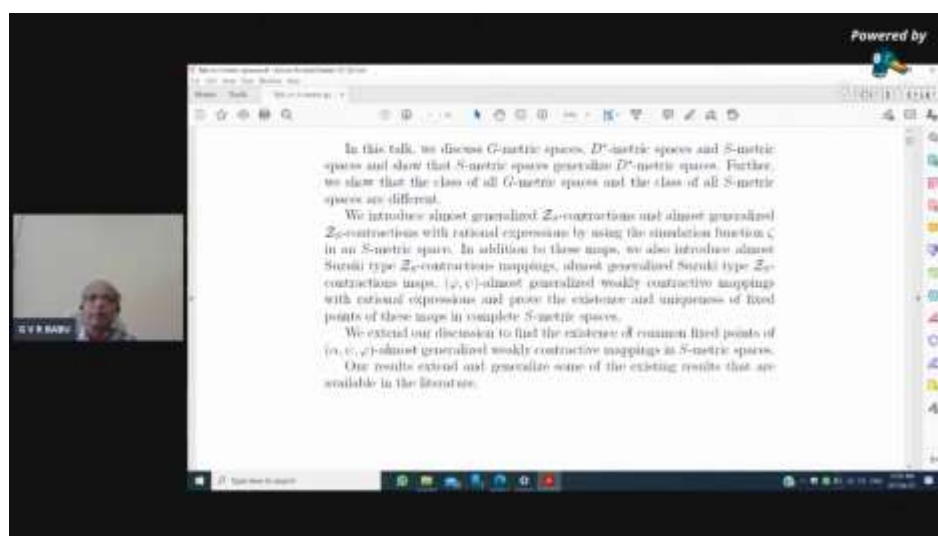 Powered by
In this talk, we discuss G-metric spaces, D*-metric spaces and S-metric
spaces and show that S-metric spaces generalize D*-metric spaces. Further,
we show that the class of all G-metric spaces and the class of all S-metric
spaces are different.
We introduce almost generalized Z_S-contractions and almost generalized
Z_S-contractions with rational expressions by using the simulation function ζ
in an S-metric space. In addition to these maps, we also introduce almost
Suzuki type Z_S-contractions mappings, almost generalized Suzuki type Z_S-
contractions maps, (φ, ψ)-almost generalized weakly contractive mappings
with rational expressions and prove the existence and uniqueness of fixed
points of these maps in complete S-metric spaces.
We extend our discussion to find the existence of common fixed points of
(α, ψ, φ)-almost generalized weakly contractive mappings in S-metric spaces.
Our results extend and generalize some of the existing results that are
available in the literature.
G V R BABU
Type here to search